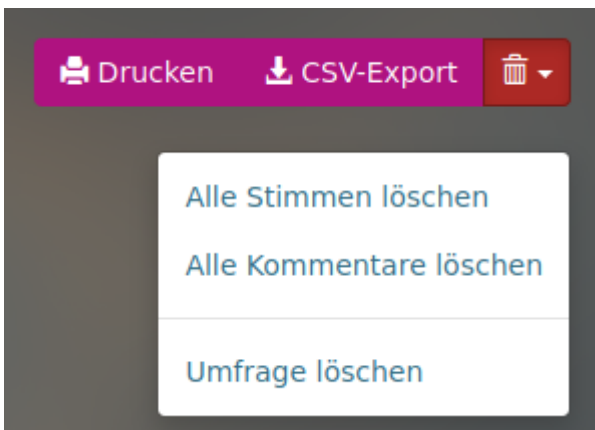 Drucken CSV-Export
Alle Stimmen löschen
Alle Kommentare löschen
Umfrage löschen